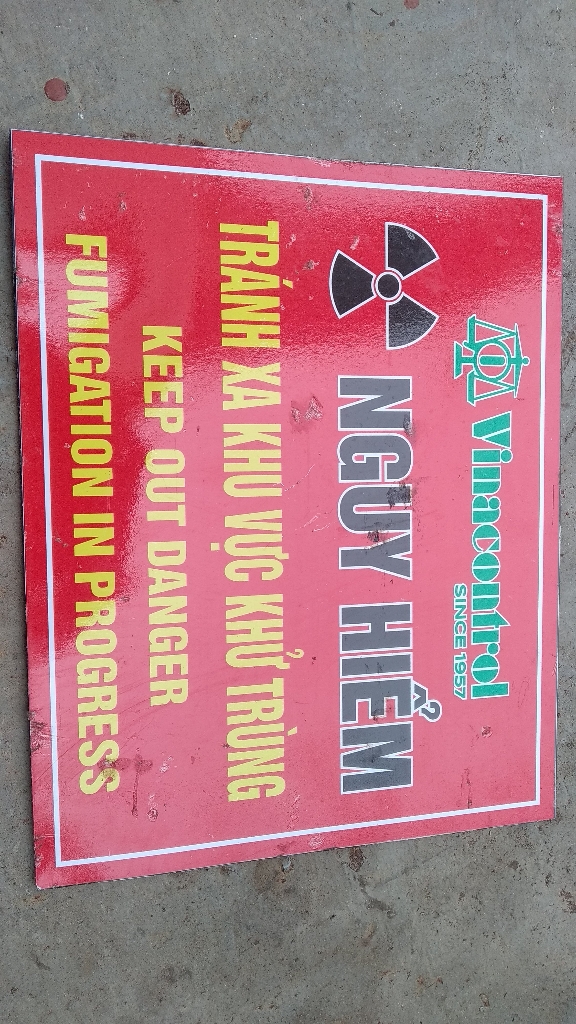 Vinacontrol
SINCE 1957
NGUY HIỂM
TRÁNH XA KHU VỰC KHỬ TRÙNG
KEEP OUT DANGER
FUMIGATION IN PROGRESS